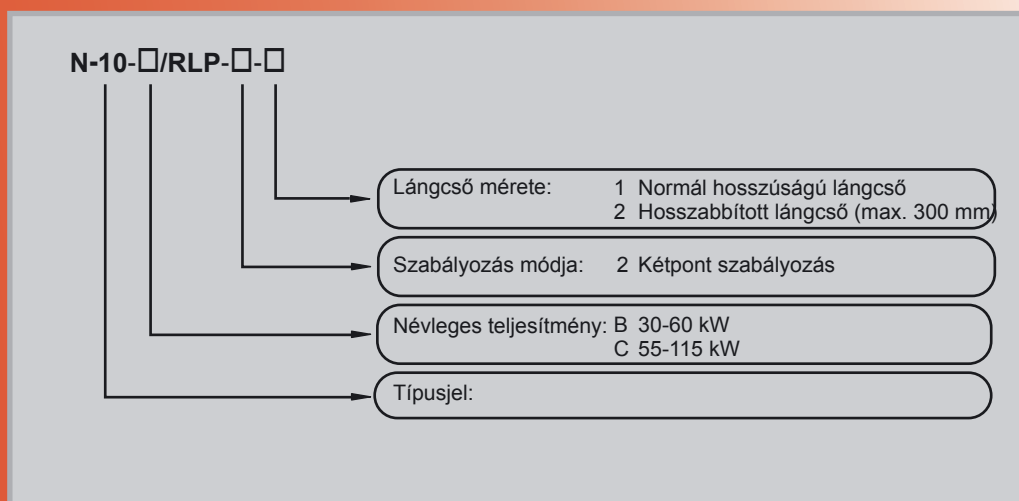 N-10-□/RLP-□-□
Lángcső mérete: 1 Normál hosszúságú lángcső
2 Hosszabbított lángcső (max. 300 mm)
Szabályozás módja: 2 Kétpont szabályozás
Névleges teljesítmény: B 30-60 kW
C 55-115 kW
Típusjel: